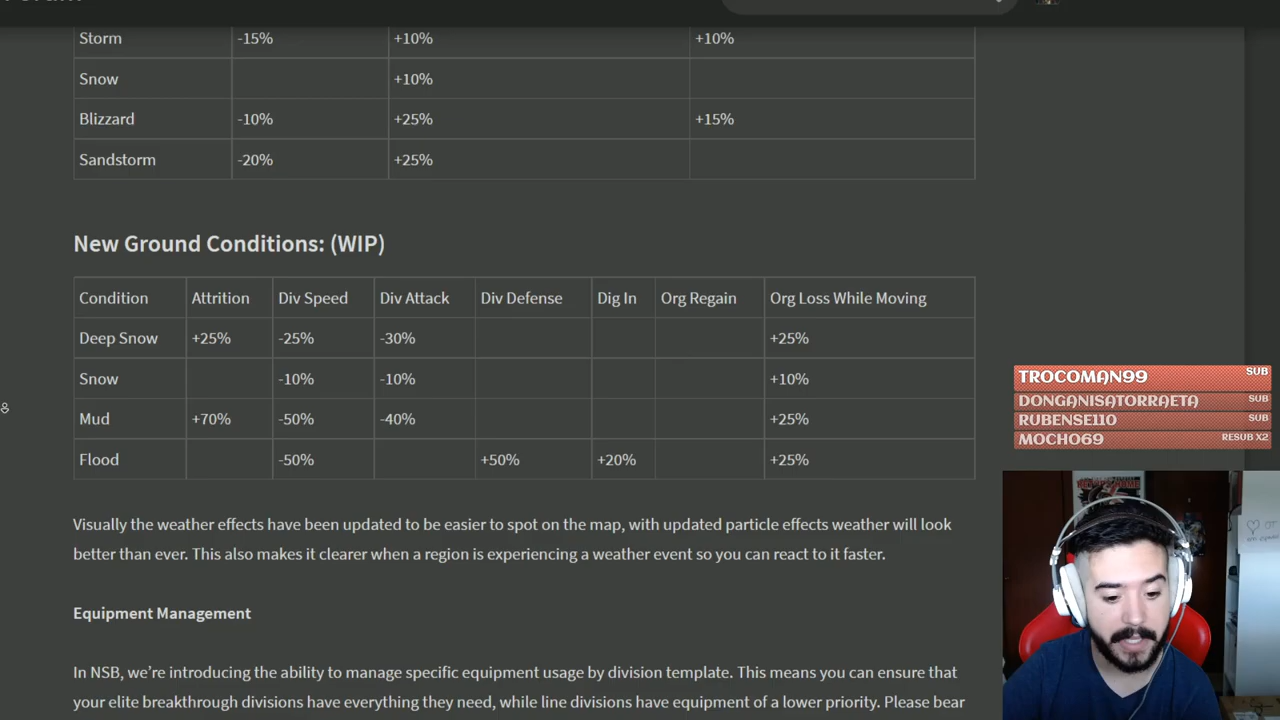 Storm -15% +10% +10%
Snow +10%
Blizzard -10% +25% +15%
Sandstorm -20% +25%
New Ground Conditions: (WIP)
Condition Attrition Div Speed Div Attack Div Defense Dig In Org Regain Org Loss While Moving
Deep Snow +25% -25% -30% +25%
Snow -10% -10% +10%
Mud +70% -50% -40% +25%
Flood -50% +50% +20% +25%
Visually the weather effects have been updated to be easier to spot on the map, with updated particle effects weather will look
better than ever. This also makes it clearer when a region is experiencing a weather event so you can react to it faster.
Equipment Management
In NSB, we're introducing the ability to manage specific equipment usage by division template. This means you can ensure that
your elite breakthrough divisions have everything they need, while line divisions have equipment of a lower priority. Please bear
TROCOMAN99 SUB
DONGANISATORRAETA SUB
RUBENSE110 SUB
MOCHO69 RESUB X2